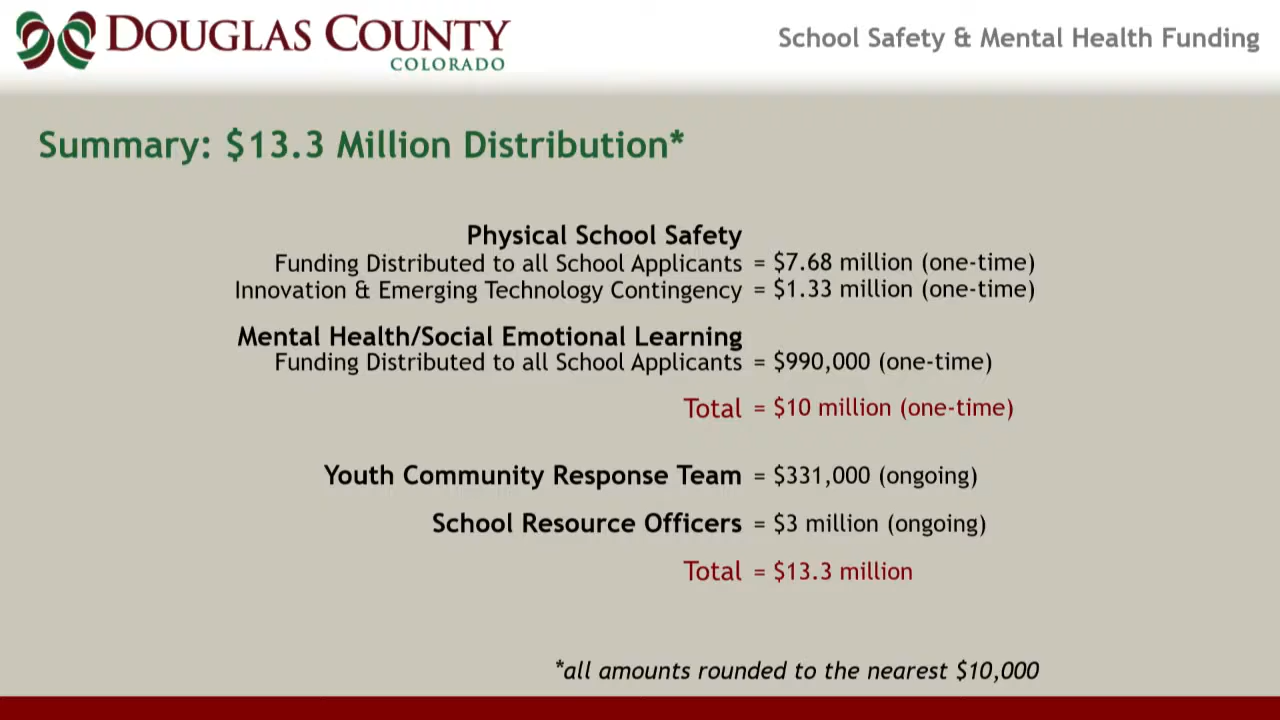 DOUGLAS COUNTY
COLORADO
School Safety & Mental Health Funding
Summary: $13.3 Million Distribution*
Physical School Safety
Funding Distributed to all School Applicants = $7.68 million (one-time)
Innovation & Emerging Technology Contingency = $1.33 million (one-time)
Mental Health/Social Emotional Learning
Funding Distributed to all School Applicants = $990,000 (one-time)
Total = $10 million (one-time)
Youth Community Response Team = $331,000 (ongoing)
School Resource Officers = $3 million (ongoing)
Total = $13.3 million
*all amounts rounded to the nearest $10,000